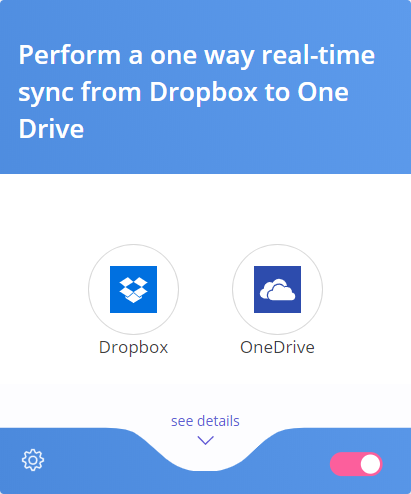 Perform a one way real-time
sync from Dropbox to One
Drive
Dropbox
OneDrive
see details